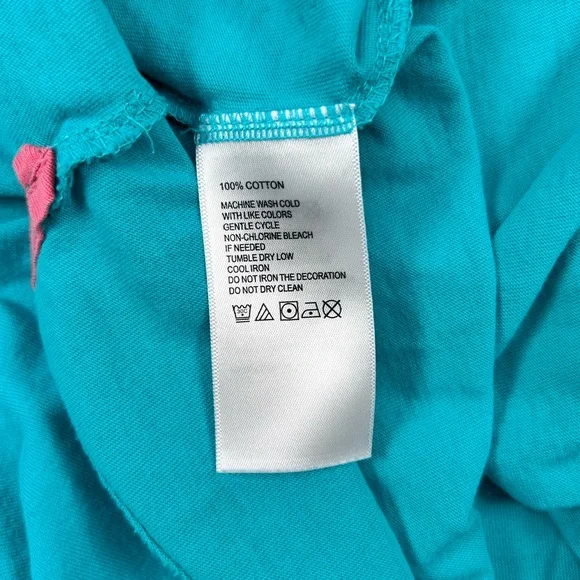 100% COTTON
MACHINE WASH COLD
WITH LIKE COLORS
GENTLE CYCLE
NON-CHLORINE BLEACH
IF NEEDED
TUMBLE DRY LOW
COOL IRON
DO NOT IRON THE DECORATION
DO NOT DRY CLEAN